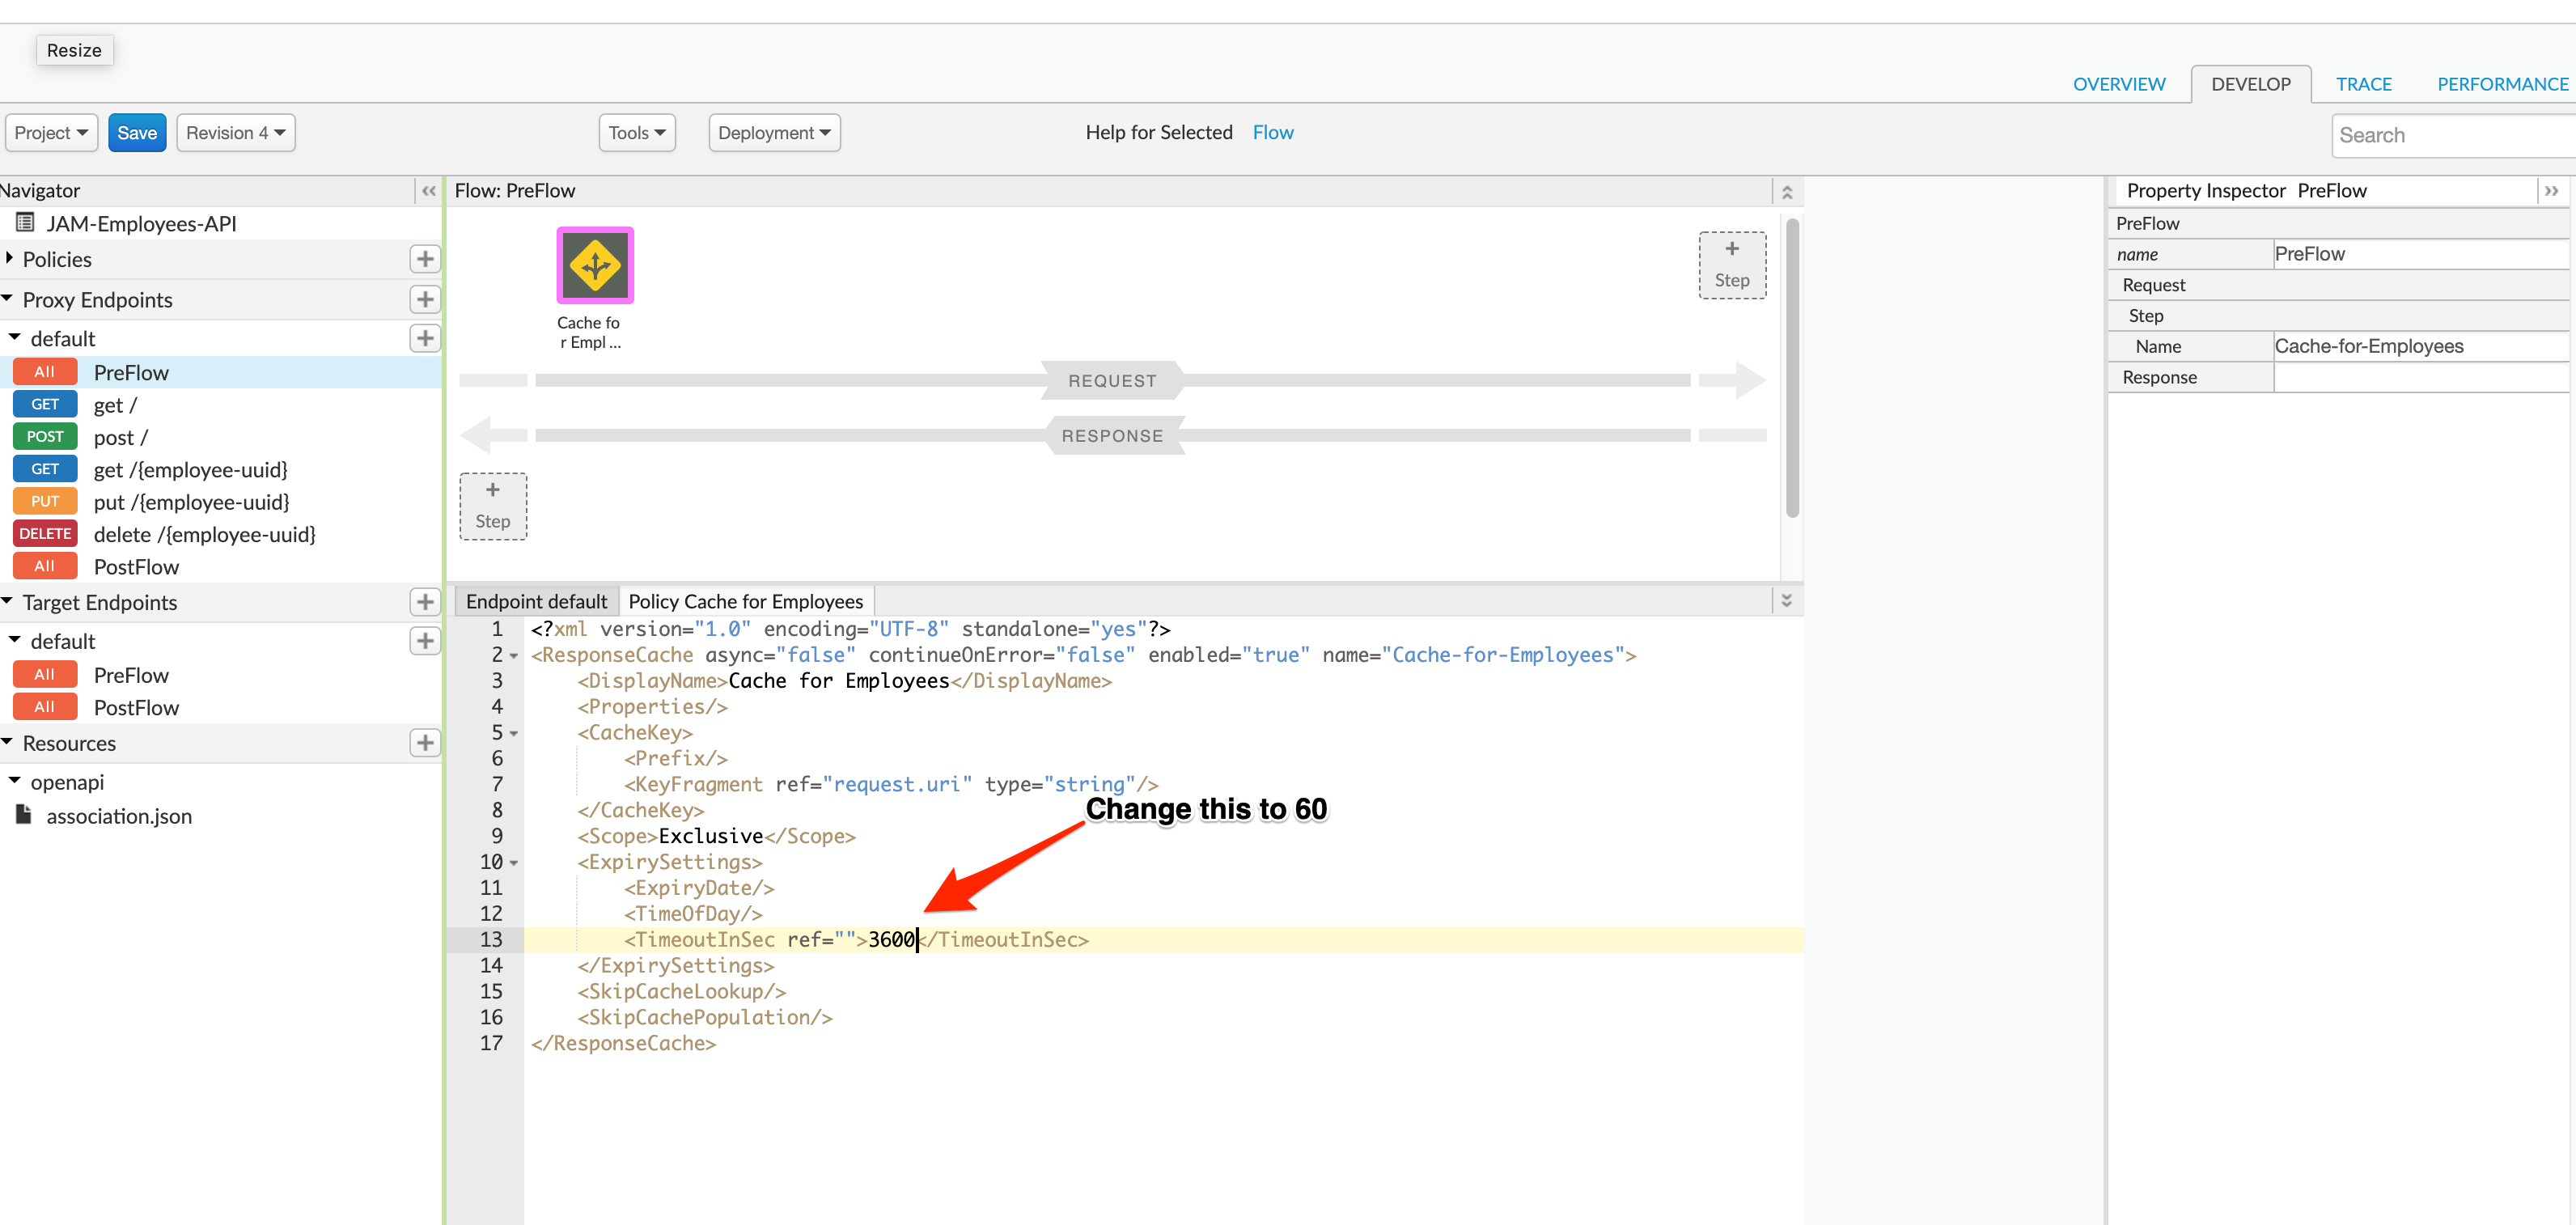 Resize
OVERVIEW DEVELOP TRACE PERFORMANCE
Project Save Revision 4 Tools Deployment Help for Selected Flow Search
Navigator
JAM-Employees-API
Policies
Proxy Endpoints
default
All PreFlow
GET get /
POST post /
GET get /{employee-uuid}
PUT put /{employee-uuid}
DELETE delete /{employee-uuid}
All PostFlow
Target Endpoints
default
All PreFlow
All PostFlow
Resources
openapi
association.json
Flow: PreFlow
Cache fo
r Empl ...
+
Step
REQUEST
RESPONSE
+
Step
Endpoint default Policy Cache for Employees
1 <?xml version="1.0" encoding="UTF-8" standalone="yes"?>
2 <ResponseCache async="false" continueOnError="false" enabled="true" name="Cache-for-Employees">
3 <DisplayName>Cache for Employees</DisplayName>
4 <Properties/>
5 <CacheKey>
6 <Prefix/>
7 <KeyFragment ref="request.uri" type="string"/>
8 </CacheKey>
Change this to 60
9 <Scope>Exclusive</Scope>
10 <ExpirySettings>
11 <ExpiryDate/>
12 <TimeOfDay/>
13 <TimeoutInSec ref="">3600</TimeoutInSec>
14 </ExpirySettings>
15 <SkipCacheLookup/>
16 <SkipCachePopulation/>
17 </ResponseCache>
Property Inspector PreFlow
PreFlow
name PreFlow
Request
Step
Name Cache-for-Employees
Response